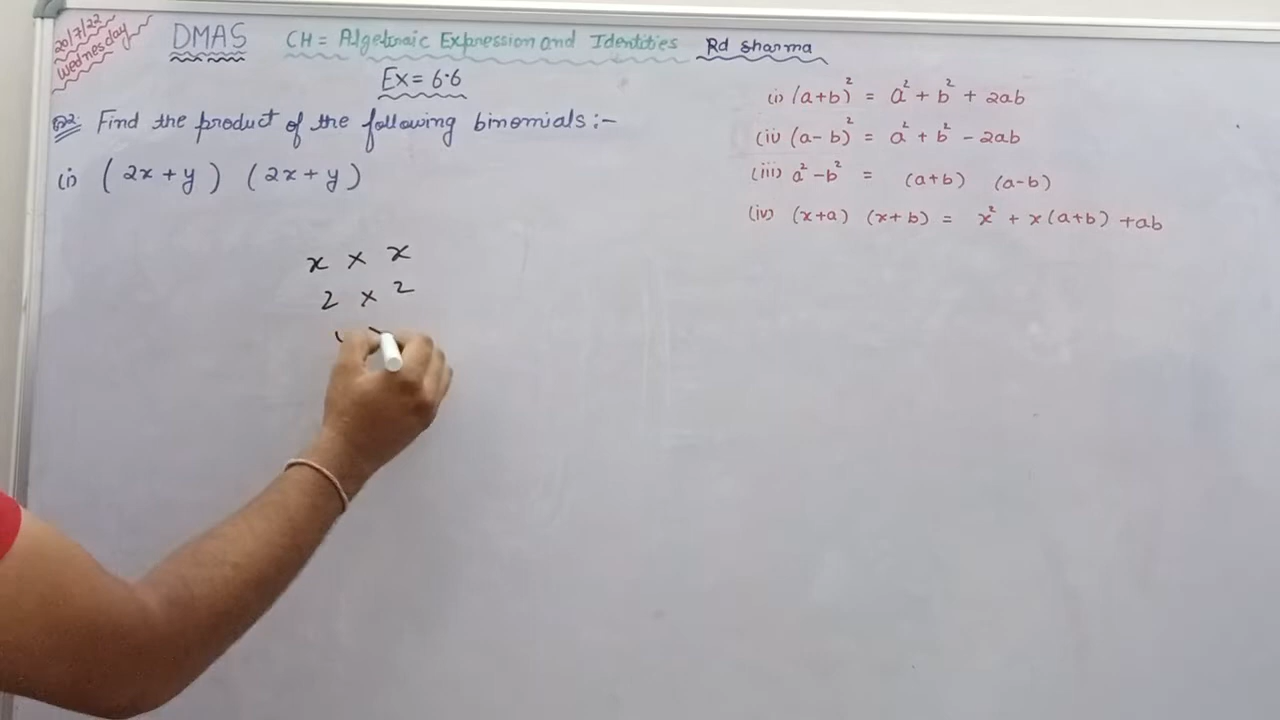 20/7/22
Wednesday
DMAS CH = Algebraic Expression and Identities Rd Sharma
Ex = 6.6
Q2. Find the product of the following binomials :-
(i) (2x + y) (2x + y)
x × x
2 × 2
(i) (a+b)² = a² + b² + 2ab
(ii) (a-b)² = a² + b² - 2ab
(iii) a² - b² = (a+b) (a-b)
(iv) (x+a) (x+b) = x² + x(a+b) + ab